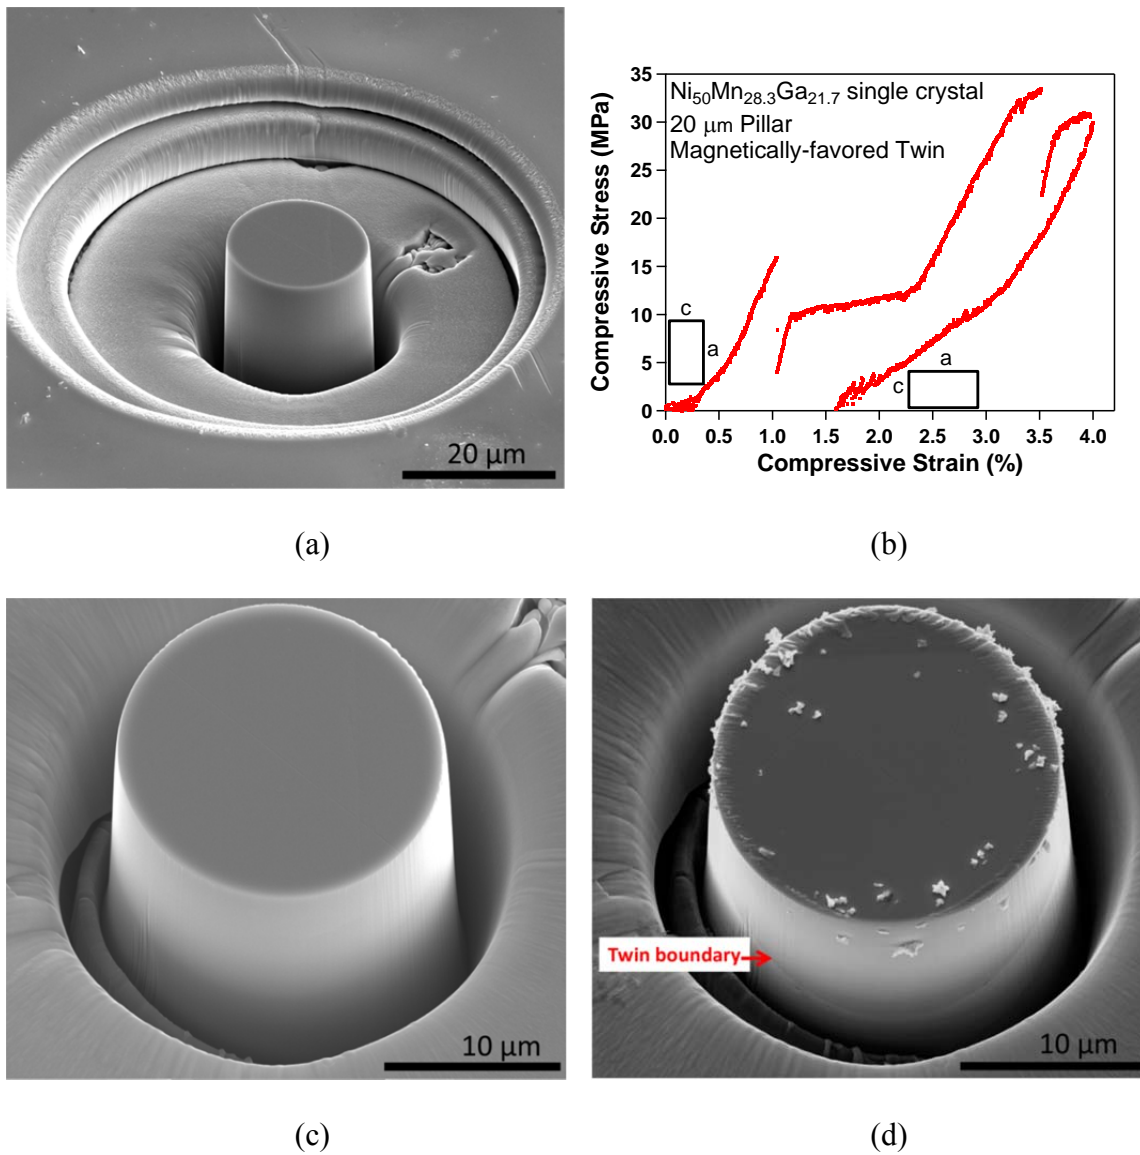 20 µm
(a)
Ni50Mn28.3Ga21.7 single crystal
20 µm Pillar
Magnetically-favored Twin
Compressive Stress (MPa)
35
30
25
20
15
10
5
0
c
a
a
c
0.0 0.5 1.0 1.5 2.0 2.5 3.0 3.5 4.0
Compressive Strain (%)
(b)
10 µm
(c)
Twin boundary
10 µm
(d)